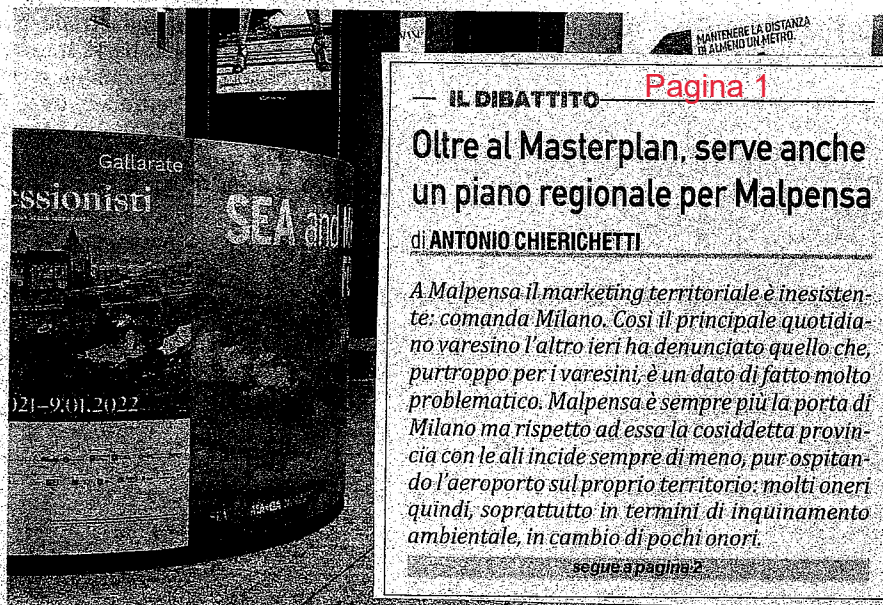 MANTENERE LA DISTANZA
DI ALMENO UN METRO.
Pagina 1
IL DIBATTITO
Oltre al Masterplan, serve anche
un piano regionale per Malpensa
di ANTONIO CHIERICHETTI
A Malpensa il marketing territoriale è inesisten-
te: comanda Milano. Così il principale quotidia-
no varesino l'altro ieri ha denunciato quello che,
purtroppo per i varesini, è un dato di fatto molto
problematico. Malpensa è sempre più la porta di
Milano ma rispetto ad essa la cosiddetta provin-
cia con le ali incide sempre di meno, pur ospitan-
do l'aeroporto sul proprio territorio: molti oneri
quindi, soprattutto in termini di inquinamento
ambientale, in cambio di pochi onori.
segue a pagina 2
Gallarate
ssionisti
SEA and
021-9.01.2022